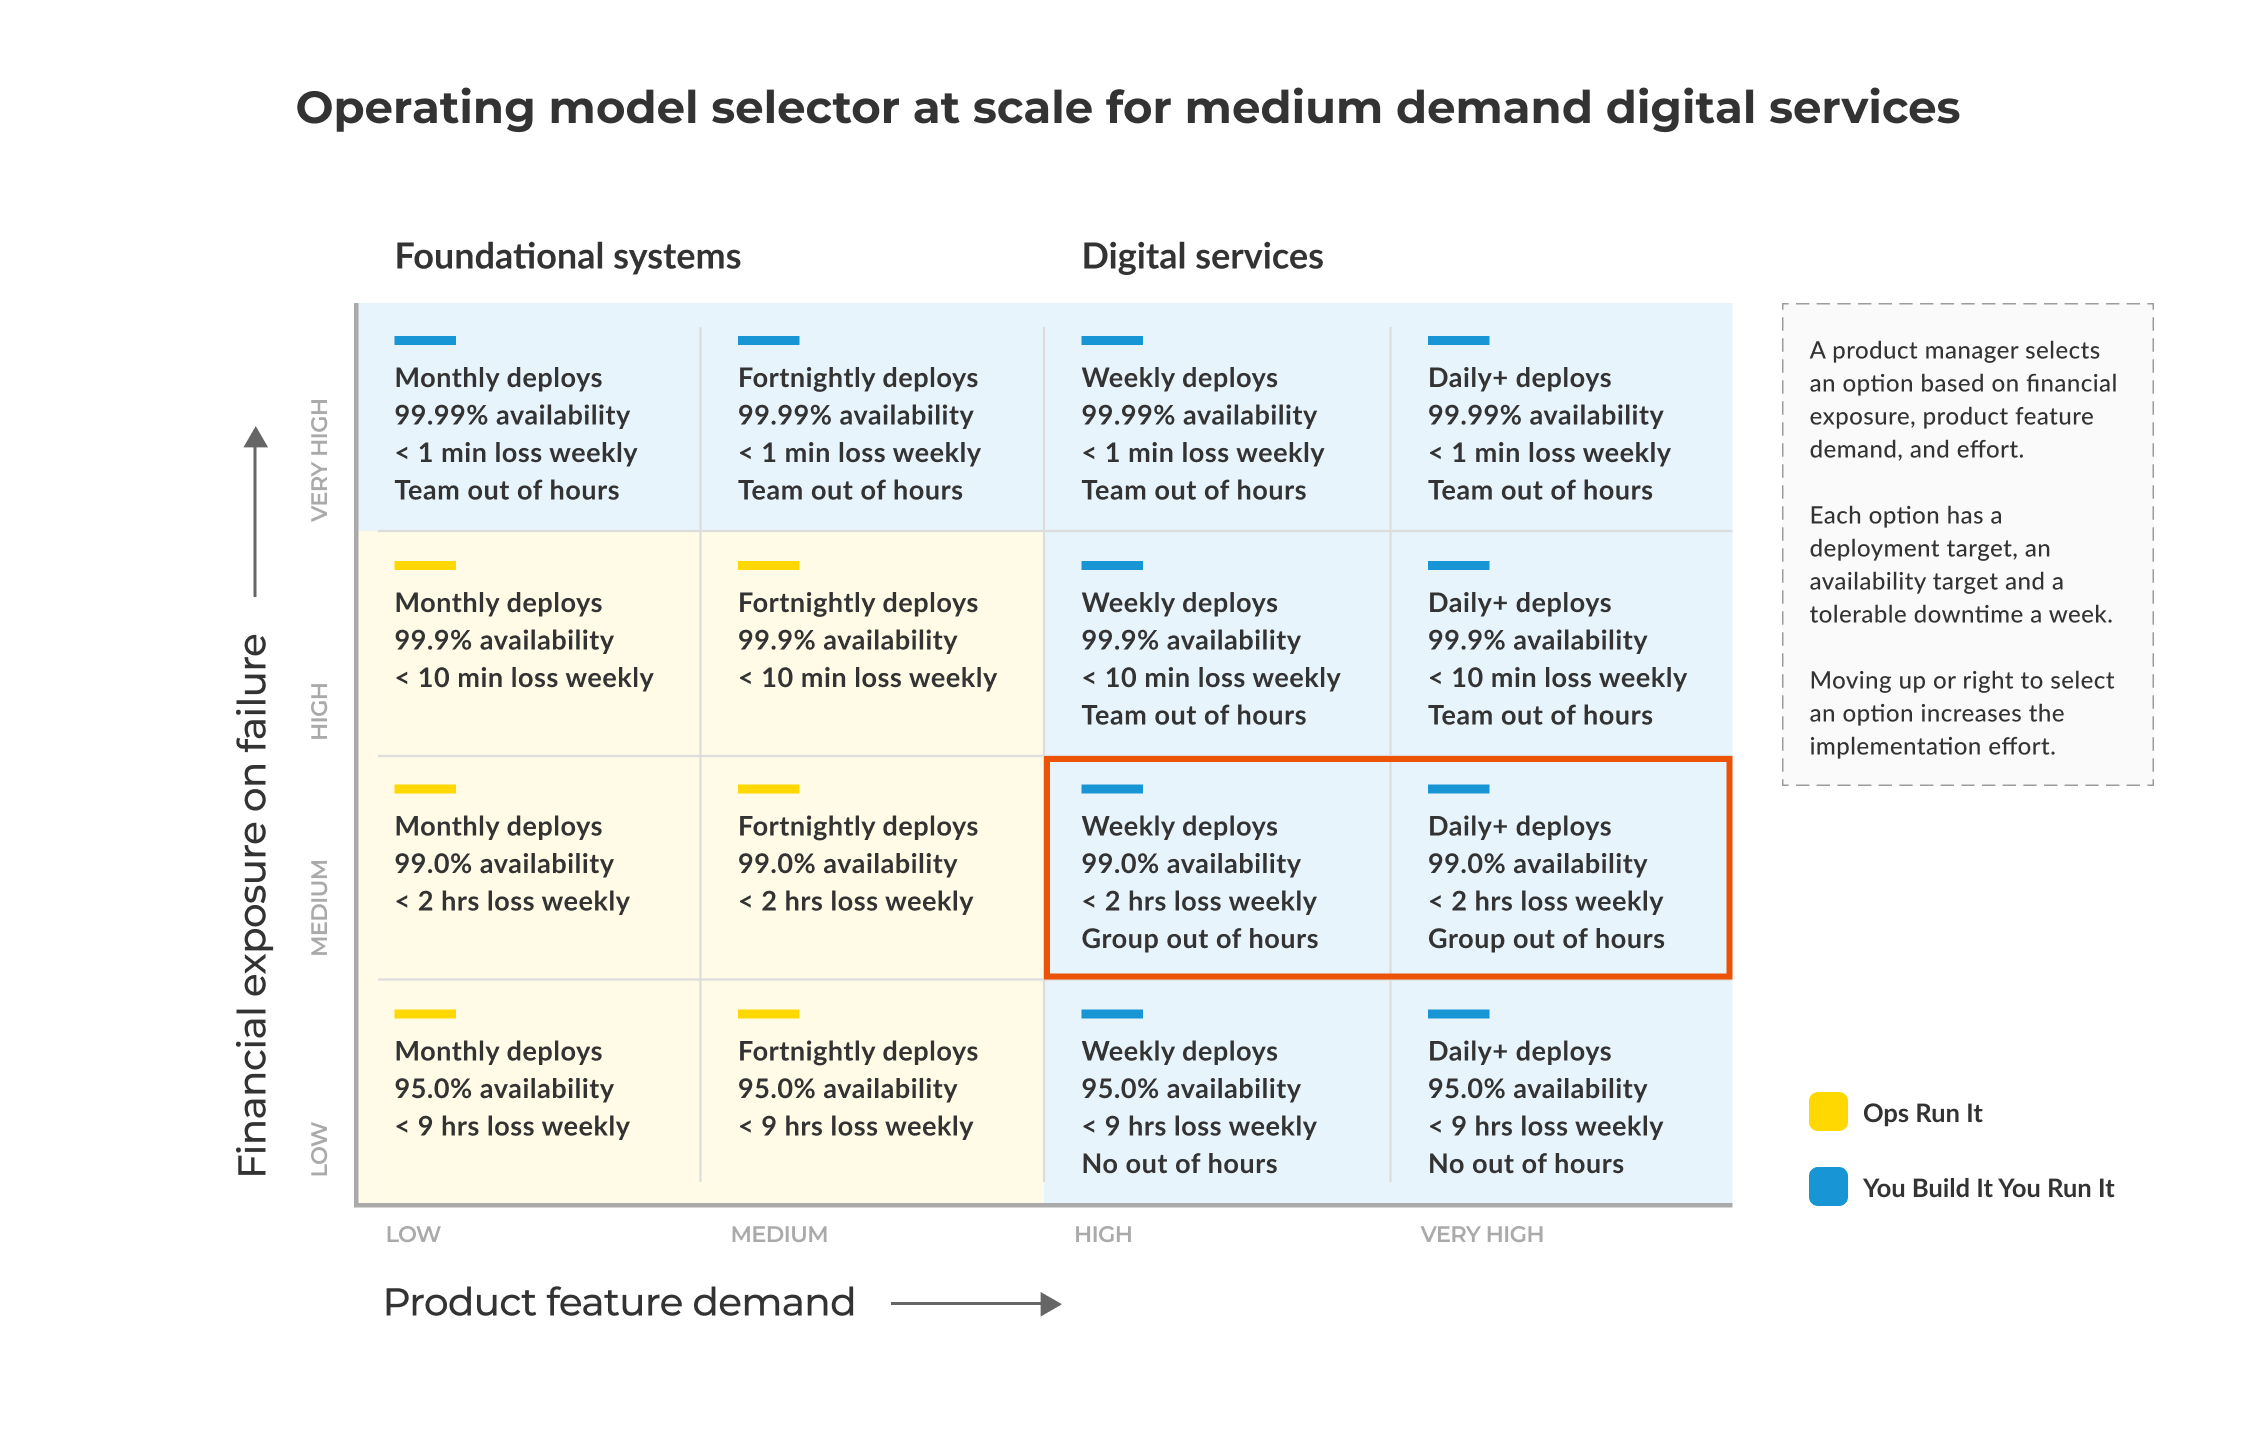 Operating model selector at scale for medium demand digital services
Foundational systems
Digital services
Financial exposure on failure
VERY HIGH
HIGH
MEDIUM
LOW
Monthly deploys
99.99% availability
< 1 min loss weekly
Team out of hours
Fortnightly deploys
99.99% availability
< 1 min loss weekly
Team out of hours
Weekly deploys
99.99% availability
< 1 min loss weekly
Team out of hours
Daily+ deploys
99.99% availability
< 1 min loss weekly
Team out of hours
Monthly deploys
99.9% availability
< 10 min loss weekly
Fortnightly deploys
99.9% availability
< 10 min loss weekly
Weekly deploys
99.9% availability
< 10 min loss weekly
Team out of hours
Daily+ deploys
99.9% availability
< 10 min loss weekly
Team out of hours
Monthly deploys
99.0% availability
< 2 hrs loss weekly
Fortnightly deploys
99.0% availability
< 2 hrs loss weekly
Weekly deploys
99.0% availability
< 2 hrs loss weekly
Group out of hours
Daily+ deploys
99.0% availability
< 2 hrs loss weekly
Group out of hours
Monthly deploys
95.0% availability
< 9 hrs loss weekly
Fortnightly deploys
95.0% availability
< 9 hrs loss weekly
Weekly deploys
95.0% availability
< 9 hrs loss weekly
No out of hours
Daily+ deploys
95.0% availability
< 9 hrs loss weekly
No out of hours
LOW
MEDIUM
HIGH
VERY HIGH
Product feature demand
A product manager selects
an option based on financial
exposure, product feature
demand, and effort.
Each option has a
deployment target, an
availability target and a
tolerable downtime a week.
Moving up or right to select
an option increases the
implementation effort.
Ops Run It
You Build It You Run It